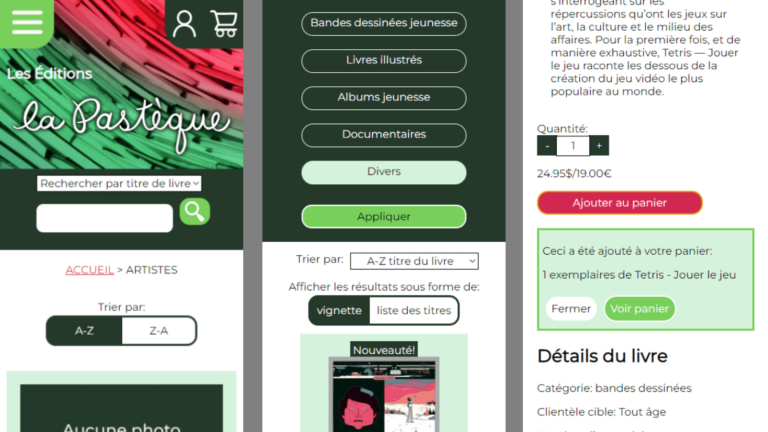 Les Éditions
la Pastèque
Rechercher par titre de livre
ACCUEIL > ARTISTES
Trier par:
A-Z
Z-A
Aucune photo
Bandes dessinées jeunesse
Livres illustrés
Albums jeunesse
Documentaires
Divers
Appliquer
Trier par:
A-Z titre du livre
Afficher les résultats sous forme de:
vignette
liste des titres
Nouveauté!
s'interrogeant sur les
répercussions qu'ont les jeux sur
l'art, la culture et le milieu des
affaires. Pour la première fois, et de
manière exhaustive, Tetris — Jouer
le jeu raconte les dessous de la
création du jeu vidéo le plus
populaire au monde.
Quantité:
- 1 +
24.95$/19.00€
Ajouter au panier
Ceci a été ajouté à votre panier:
1 exemplaires de Tetris - Jouer le jeu
Fermer
Voir panier
Détails du livre
Catégorie: bandes dessinées
Clientèle cible: Tout âge